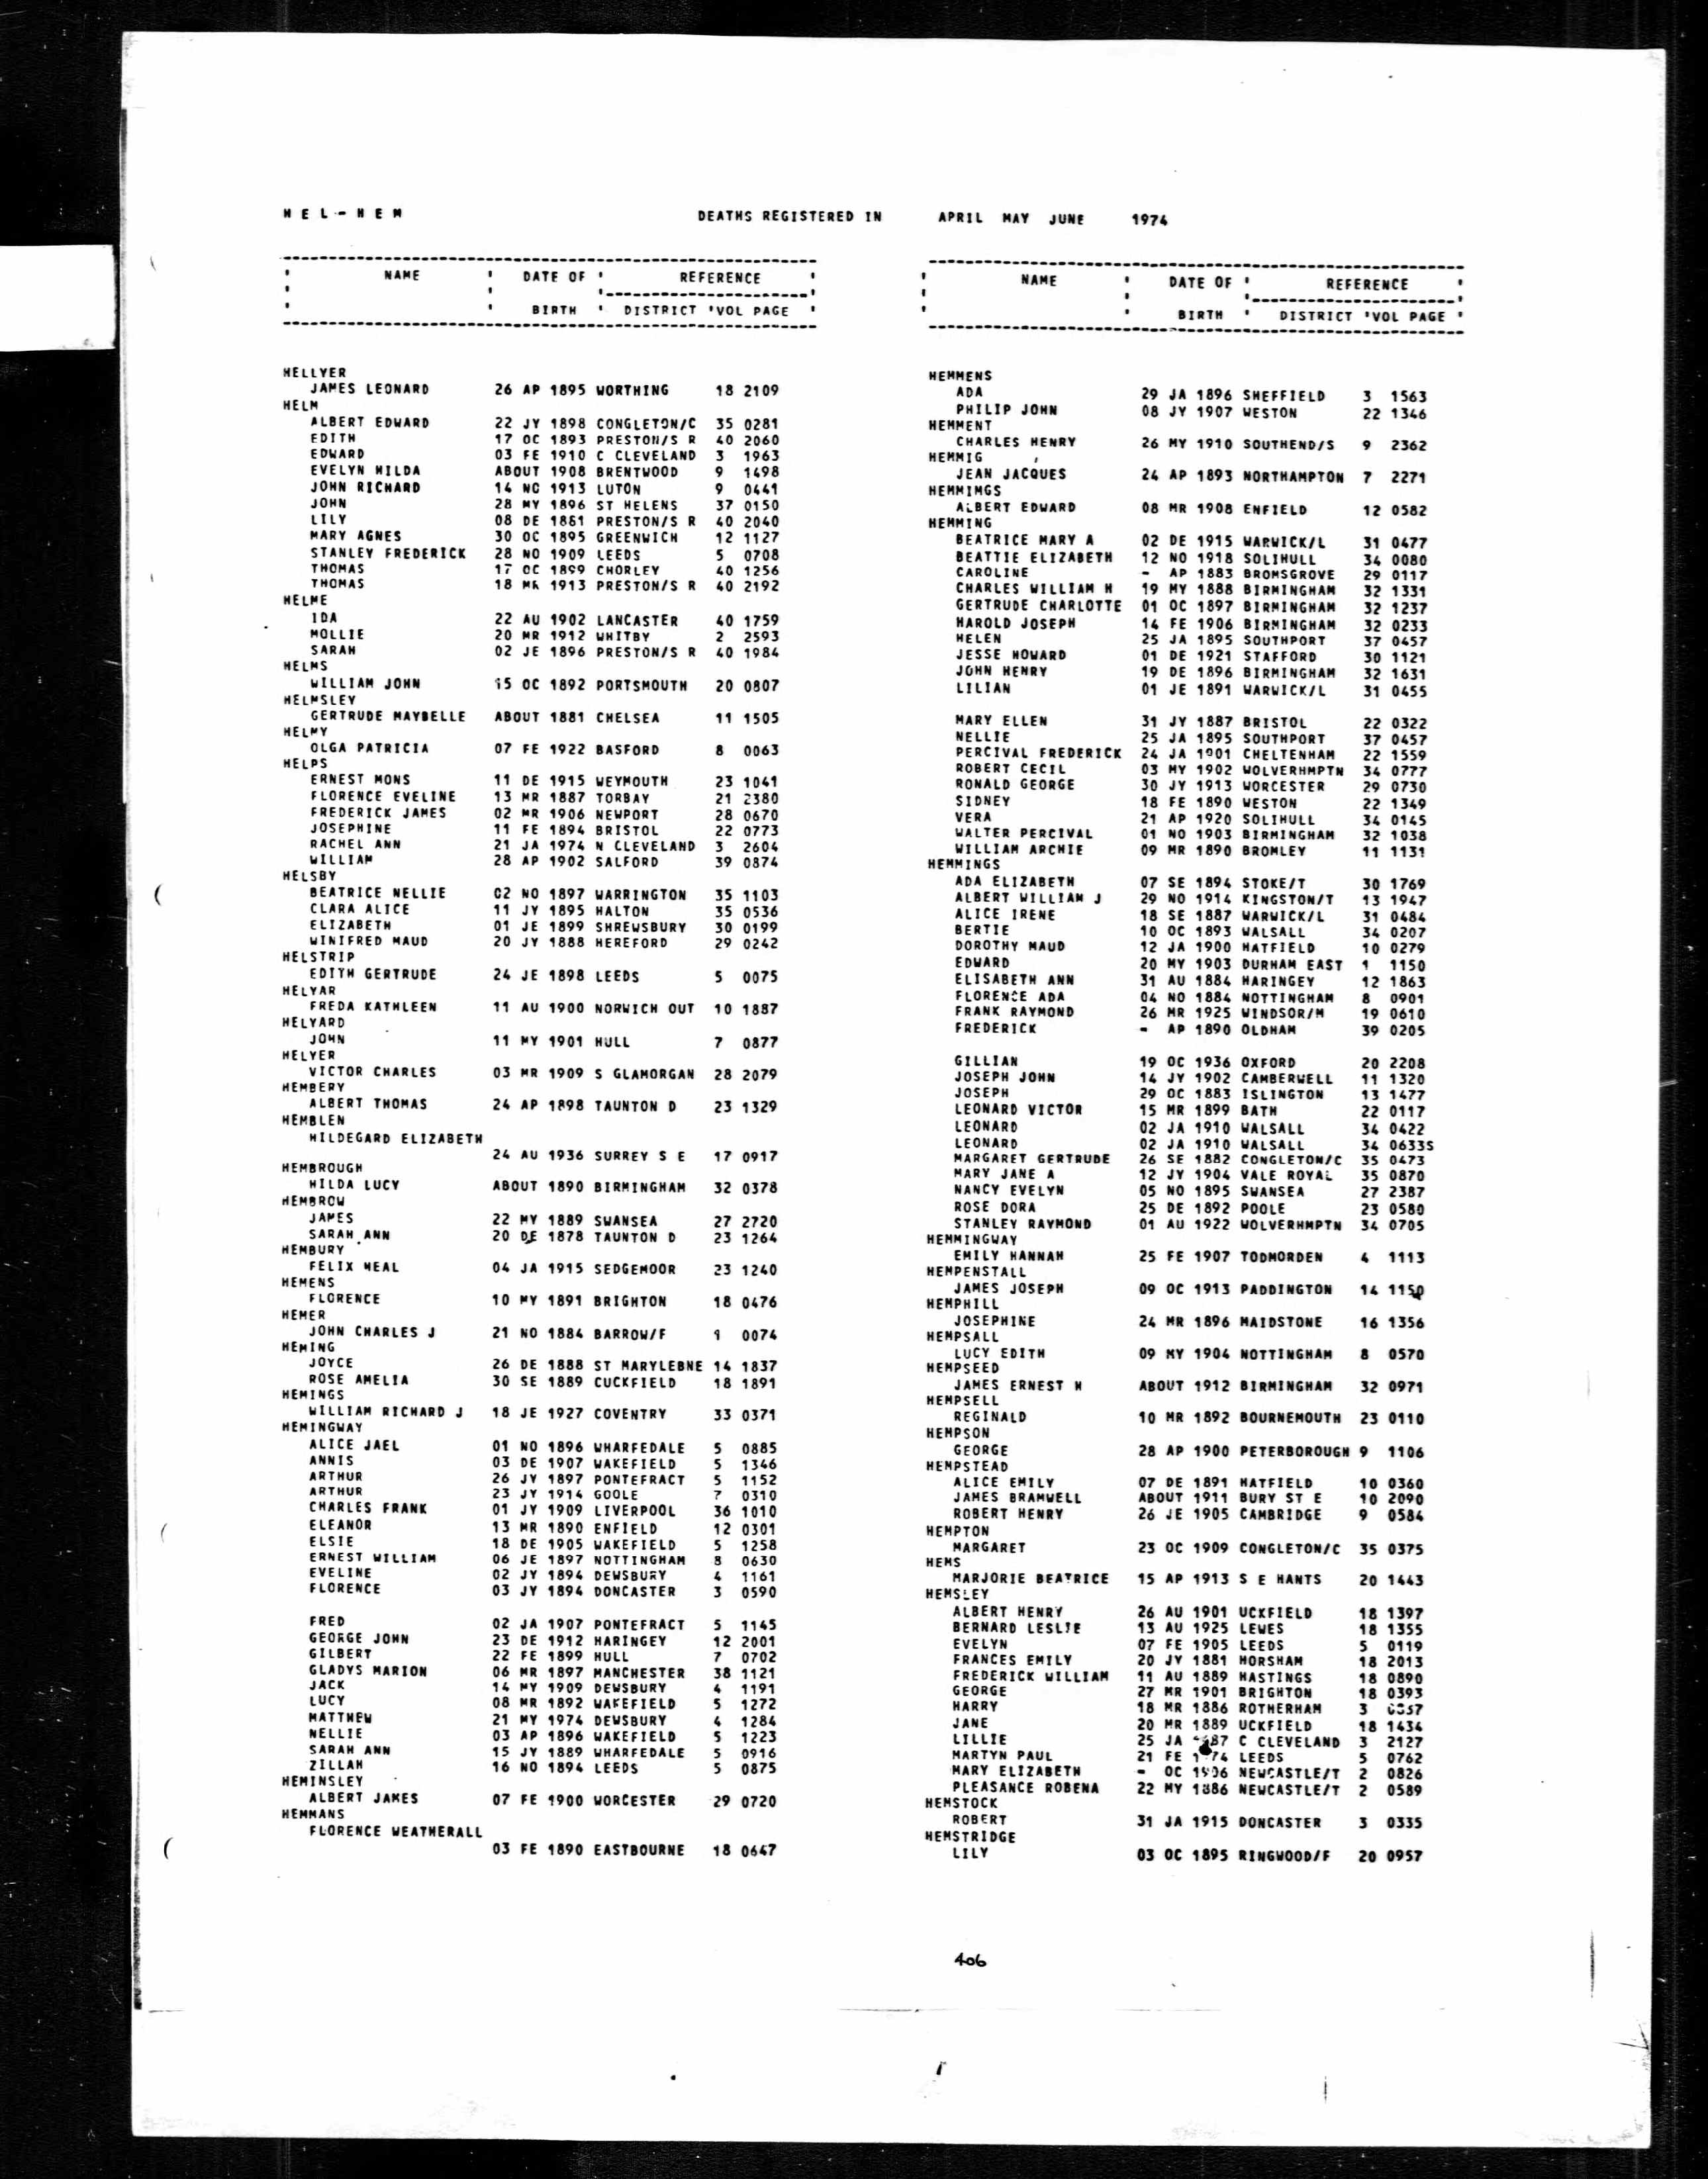 HEL-HEM DEATHS REGISTERED IN APRIL MAY JUNE 1974
NAME DATE OF REFERENCE
BIRTH DISTRICT VOL PAGE
HELLYER
JAMES LEONARD 26 AP 1895 WORTHING 18 2109
HELM
ALBERT EDWARD 22 JY 1898 CONGLETON/C 35 0281
EDITH 17 OC 1893 PRESTON/S R 40 2060
EDWARD 03 FE 1910 C CLEVELAND 3 1963
EVELYN HILDA ABOUT 1908 BRENTWOOD 9 1498
JOHN RICHARD 14 NO 1913 LUTON 9 0441
JOHN 28 MY 1896 ST HELENS 37 0150
LILY 08 DE 1881 PRESTON/S R 40 2040
MARY AGNES 30 OC 1895 GREENWICH 12 1127
STANLEY FREDERICK 28 NO 1909 LEEDS 5 0708
THOMAS 17 OC 1899 CHORLEY 40 1256
THOMAS 18 MR 1913 PRESTON/S R 40 2192
HELME
IDA 22 AU 1902 LANCASTER 40 1759
MOLLIE 20 MR 1912 WHITBY 2 2593
SARAH 02 JE 1896 PRESTON/S R 40 1984
HELMS
WILLIAM JOHN 15 OC 1892 PORTSMOUTH 20 0807
HELMSLEY
GERTRUDE MAYBELLE ABOUT 1881 CHELSEA 11 1505
HELMY
OLGA PATRICIA 07 FE 1922 BASFORD 8 0063
HELPS
ERNEST MONS 11 DE 1915 WEYMOUTH 23 1041
FLORENCE EVELINE 13 MR 1887 TORBAY 21 2380
FREDERICK JAMES 02 MR 1906 NEWPORT 28 0670
JOSEPHINE 11 FE 1894 BRISTOL 22 0773
RACHEL ANN 21 JA 1974 N CLEVELAND 3 2604
WILLIAM 28 AP 1902 SALFORD 39 0874
HELSBY
BEATRICE NELLIE 02 NO 1897 WARRINGTON 35 1103
CLARA ALICE 11 JY 1895 HALTON 35 0536
ELIZABETH 01 JE 1899 SHREWSBURY 30 0199
WINIFRED MAUD 20 JY 1888 HEREFORD 29 0242
HELSTRIP
EDITH GERTRUDE 24 JE 1898 LEEDS 5 0075
HELYAR
FREDA KATHLEEN 11 AU 1900 NORWICH OUT 10 1887
HELYARD
JOHN 11 MY 1901 HULL 7 0877
HELYER
VICTOR CHARLES 03 MR 1909 S GLAMORGAN 28 2079
HEMBERY
ALBERT THOMAS 24 AP 1898 TAUNTON D 23 1329
HEMBLEN
HILDEGARD ELIZABETH
24 AU 1936 SURREY S E 17 0917
HEMBROUGH
HILDA LUCY ABOUT 1890 BIRMINGHAM 32 0378
HEMBROW
JAMES 22 MY 1889 SWANSEA 27 2720
SARAH ANN 20 DE 1878 TAUNTON D 23 1264
HEMBURY
FELIX NEAL 04 JA 1915 SEDGEMOOR 23 1240
HEMENS
FLORENCE 10 MY 1891 BRIGHTON 18 0476
HEMER
JOHN CHARLES J 21 NO 1884 BARROW/F 1 0074
HEMING
JOYCE 26 DE 1888 ST MARYLEBNE 14 1837
ROSE AMELIA 30 SE 1889 CUCKFIELD 18 1891
HEMINGS
WILLIAM RICHARD J 18 JE 1927 COVENTRY 33 0371
HEMINGWAY
ALICE JAEL 01 NO 1896 WHARFEDALE 5 0885
ANNIS 03 DE 1907 WAKEFIELD 5 1346
ARTHUR 26 JY 1897 PONTEFRACT 5 1152
ARTHUR 23 JY 1914 GOOLE 7 0310
CHARLES FRANK 01 JY 1909 LIVERPOOL 36 1010
ELEANOR 13 MR 1890 ENFIELD 12 0301
ELSIE 18 DE 1905 WAKEFIELD 5 1258
ERNEST WILLIAM 06 JE 1897 NOTTINGHAM 8 0630
EVELINE 02 JY 1894 DEWSBURY 4 1161
FLORENCE 03 JY 1894 DONCASTER 3 0590
FRED 02 JA 1907 PONTEFRACT 5 1145
GEORGE JOHN 23 DE 1912 HARINGEY 12 2001
GILBERT 22 FE 1899 HULL 7 0702
GLADYS MARION 06 MR 1897 MANCHESTER 38 1121
JACK 14 MY 1909 DEWSBURY 4 1191
LUCY 08 MR 1892 WAKEFIELD 5 1272
MATTHEW 21 MY 1974 DEWSBURY 4 1284
NELLIE 03 AP 1896 WAKEFIELD 5 1223
SARAH ANN 15 JY 1889 WHARFEDALE 5 0916
ZILLAH 16 NO 1894 LEEDS 5 0875
HEMINSLEY
ALBERT JAMES 07 FE 1900 WORCESTER 29 0720
HEMMANS
FLORENCE WEATHERALL
03 FE 1890 EASTBOURNE 18 0647
NAME DATE OF REFERENCE
BIRTH DISTRICT VOL PAGE
HEMMENS
ADA 29 JA 1896 SHEFFIELD 3 1563
PHILIP JOHN 08 JY 1907 WESTON 22 1346
HEMMENT
CHARLES HENRY 26 MY 1910 SOUTHEND/S 9 2362
HEMMIG
JEAN JACQUES 24 AP 1893 NORTHAMPTON 7 2271
HEMMIMGS
ALBERT EDWARD 08 MR 1908 ENFIELD 12 0582
HEMMING
BEATRICE MARY A 02 DE 1915 WARWICK/L 31 0477
BEATTIE ELIZABETH 12 NO 1918 SOLIHULL 34 0080
CAROLINE - AP 1883 BROMSGROVE 29 0117
CHARLES WILLIAM H 19 MY 1888 BIRMINGHAM 32 1331
GERTRUDE CHARLOTTE 01 OC 1897 BIRMINGHAM 32 1237
HAROLD JOSEPH 14 FE 1906 BIRMINGHAM 32 0233
HELEN 25 JA 1895 SOUTHPORT 37 0457
JESSE HOWARD 01 DE 1921 STAFFORD 30 1121
JOHN HENRY 19 DE 1896 BIRMINGHAM 32 1631
LILIAN 01 JE 1891 WARWICK/L 31 0455
MARY ELLEN 31 JY 1887 BRISTOL 22 0322
NELLIE 25 JA 1895 SOUTHPORT 37 0457
PERCIVAL FREDERICK 24 JA 1901 CHELTENHAM 22 1559
ROBERT CECIL 03 MY 1902 WOLVERHMPTN 34 0777
RONALD GEORGE 30 JY 1913 WORCESTER 29 0730
SIDNEY 18 FE 1890 WESTON 22 1349
VERA 21 AP 1920 SOLIHULL 34 0145
WALTER PERCIVAL 01 NO 1903 BIRMINGHAM 32 1038
WILLIAM ARCHIE 09 MR 1890 BROMLEY 11 1131
HEMMINGS
ADA ELIZABETH 07 SE 1894 STOKE/T 30 1769
ALBERT WILLIAM J 29 NO 1914 KINGSTON/T 13 1947
ALICE IRENE 18 SE 1887 WARWICK/L 31 0484
BERTIE 10 OC 1893 WALSALL 34 0207
DOROTHY MAUD 12 JA 1900 HATFIELD 10 0279
EDWARD 20 MY 1903 DURHAM EAST 1 1150
ELISABETH ANN 31 AU 1884 HARINGEY 12 1863
FLORENCE ADA 04 NO 1884 NOTTINGHAM 8 0901
FRANK RAYMOND 26 MR 1925 WINDSOR/M 19 0610
FREDERICK - AP 1890 OLDHAM 39 0205
GILLIAN 19 OC 1936 OXFORD 20 2208
JOSEPH JOHN 14 JY 1902 CAMBERWELL 11 1320
JOSEPH 29 OC 1883 ISLINGTON 13 1477
LEONARD VICTOR 15 MR 1899 BATH 22 0117
LEONARD 02 JA 1910 WALSALL 34 0422
LEONARD 02 JA 1910 WALSALL 34 0633S
MARGARET GERTRUDE 26 SE 1882 CONGLETON/C 35 0473
MARY JANE A 12 JY 1904 VALE ROYAL 35 0870
NANCY EVELYN 05 NO 1895 SWANSEA 27 2387
ROSE DORA 25 DE 1892 POOLE 23 0580
STANLEY RAYMOND 01 AU 1922 WOLVERHMPTN 34 0705
HEMMINGWAY
EMILY HANNAH 25 FE 1907 TODMORDEN 4 1113
HEMPENSTALL
JAMES JOSEPH 09 OC 1913 PADDINGTON 14 1150
HEMPHILL
JOSEPHINE 24 MR 1896 MAIDSTONE 16 1356
HEMPSALL
LUCY EDITH 09 MY 1904 NOTTINGHAM 8 0570
HEMPSEED
JAMES ERNEST H ABOUT 1912 BIRMINGHAM 32 0971
HEMPSELL
REGINALD 10 MR 1892 BOURNEMOUTH 23 0110
HEMPSON
GEORGE 28 AP 1900 PETERBOROUGH 9 1106
HEMPSTEAD
ALICE EMILY 07 DE 1891 HATFIELD 10 0360
JAMES BRAMWELL ABOUT 1911 BURY ST E 10 2090
ROBERT HENRY 26 JE 1905 CAMBRIDGE 9 0584
HEMPTON
MARGARET 23 OC 1909 CONGLETON/C 35 0375
HEMS
MARJORIE BEATRICE 15 AP 1913 S E HANTS 20 1443
HEMSLEY
ALBERT HENRY 26 AU 1901 UCKFIELD 18 1397
BERNARD LESLIE 13 AU 1925 LEWES 18 1355
EVELYN 07 FE 1905 LEEDS 5 0119
FRANCES EMILY 20 JY 1881 HORSHAM 18 2013
FREDERICK WILLIAM 11 AU 1889 HASTINGS 18 0890
GEORGE 27 MR 1901 BRIGHTON 18 0393
HARRY 18 MR 1886 ROTHERHAM 3
JANE 20 MR 1889 UCKFIELD 18 1434
LILLIE 25 JA C CLEVELAND 3 2127
MARTYN PAUL 21 FE 1974 LEEDS 5 0762
MARY ELIZABETH - OC 1906 NEWCASTLE/T 2 0826
PLEASANCE ROBENA 22 MY 1886 NEWCASTLE/T 2 0589
HEMSTOCK
ROBERT 31 JA 1915 DONCASTER 3 0335
HEMSTRIDGE
LILY 03 OC 1895 RINGWOOD/F 20 0957
406